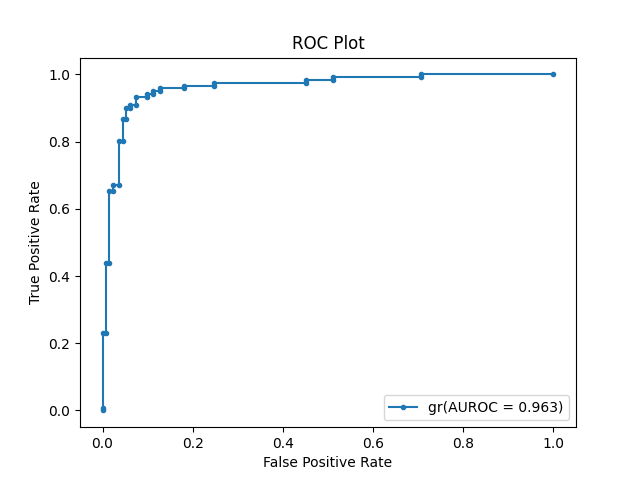 ROC Plot
1.0
0.8
0.6
0.4
0.2
0.0
True Positive Rate
gr(AUROC = 0.963)
0.0 0.2 0.4 0.6 0.8 1.0
False Positive Rate